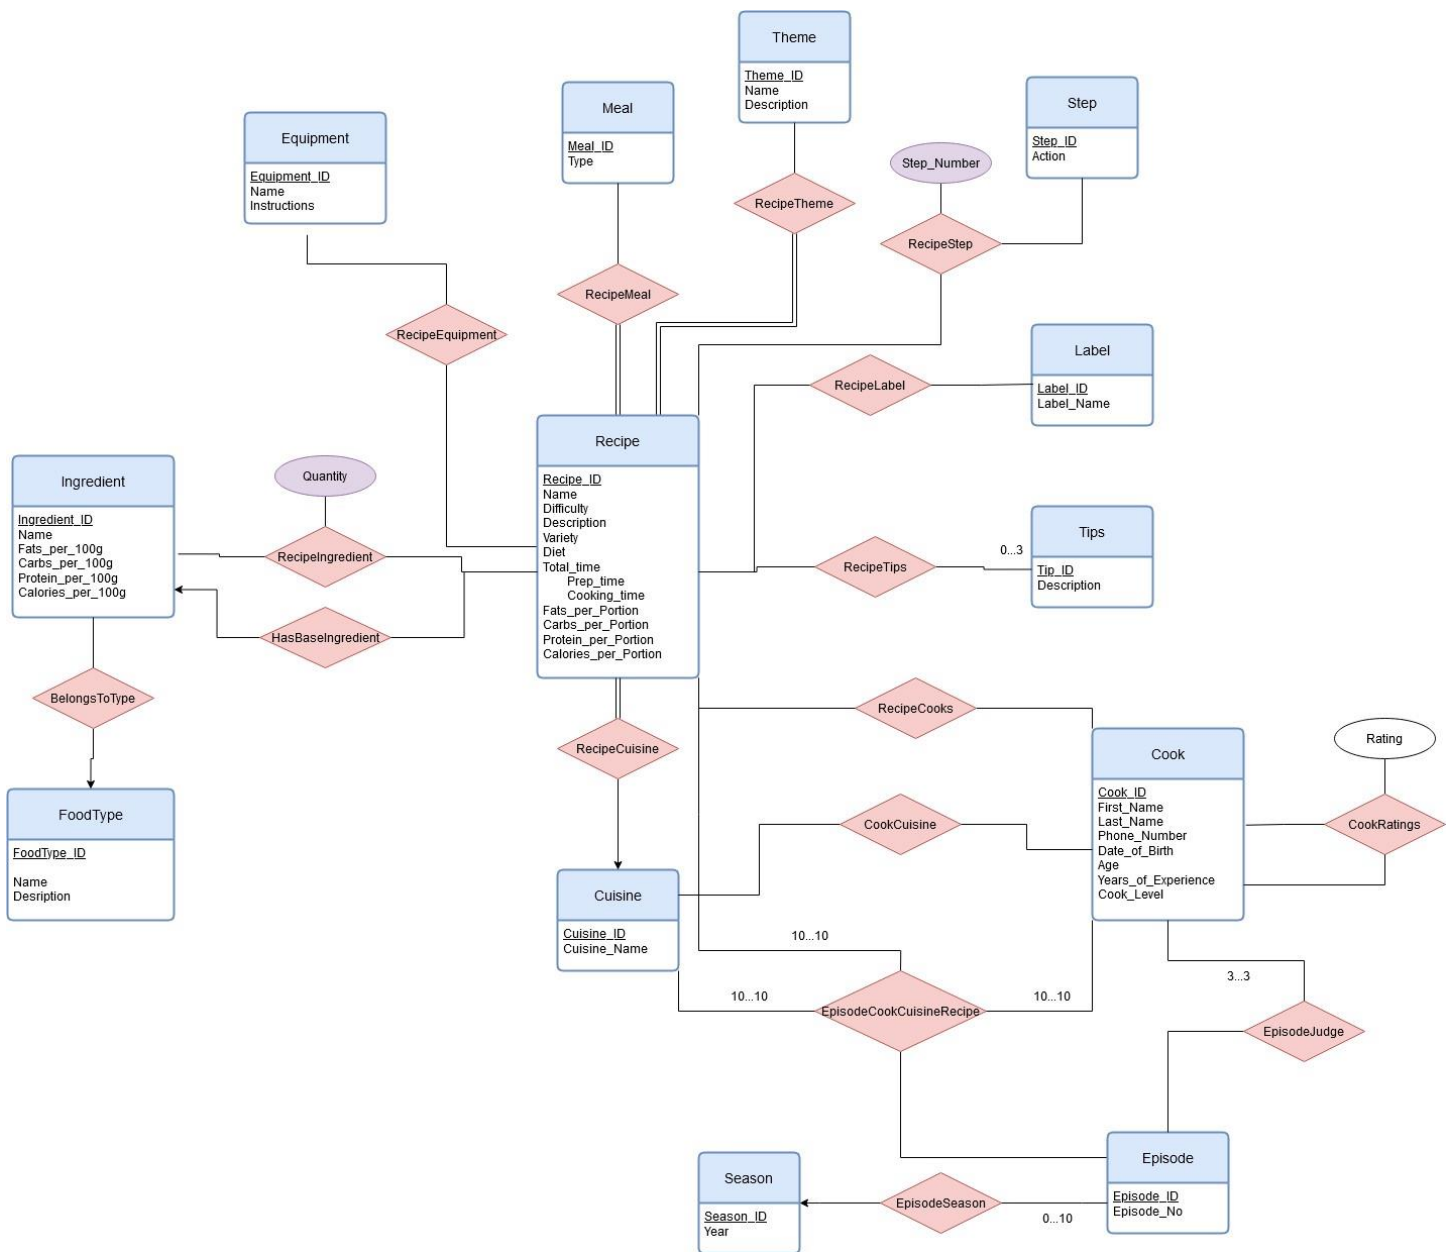 Theme
Theme_ID
Name
Description
Meal
Meal_ID
Type
Step
Step_ID
Action
Equipment
Equipment_ID
Name
Instructions
Step_Number
RecipeTheme
RecipeStep
RecipeMeal
RecipeEquipment
Label
Label_ID
Label_Name
RecipeLabel
Recipe
Recipe_ID
Name
Difficulty
Description
Variety
Diet
Total_time
Prep_time
Cooking_time
Fats_per_Portion
Carbs_per_Portion
Protein_per_Portion
Calories_per_Portion
Ingredient
Ingredient_ID
Name
Fats_per_100g
Carbs_per_100g
Protein_per_100g
Calories_per_100g
Quantity
RecipeIngredient
HasBaseIngredient
Tips
Tip_ID
Description
0...3
RecipeTips
BelongsToType
RecipeCuisine
RecipeCooks
Rating
Cook
Cook_ID
First_Name
Last_Name
Phone_Number
Date_of_Birth
Age
Years_of_Experience
Cook_Level
CookRatings
CookCuisine
FoodType
FoodType_ID
Name
Desription
Cuisine
Cuisine_ID
Cuisine_Name
10...10
10...10
10...10
EpisodeCookCuisineRecipe
3...3
EpisodeJudge
Season
Season_ID
Year
EpisodeSeason
0...10
Episode
Episode_ID
Episode_No